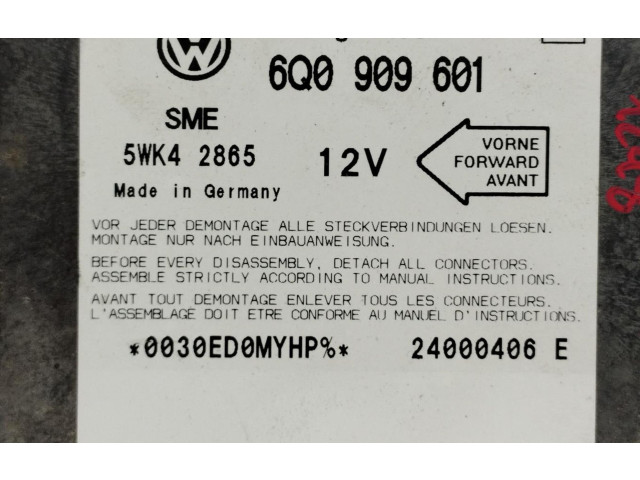 6Q0 909 601
SME
5WK4 2865
12V
VORNE
FORWARD
AVANT
Made in Germany
VOR JEDER DEMONTAGE ALLE STECKVERBINDUNGEN LOESEN.
MONTAGE NUR NACH EINBAUANWEISUNG.
BEFORE EVERY DISASSEMBLY, DETACH ALL CONNECTORS.
ASSEMBLE STRICTLY ACCORDING TO MANUAL INSTRUCTIONS.
AVANT TOUT DEMONTAGE ENLEVER TOUS LES CONNECTEURS.
L'ASSEMBLAGE DOIT ETRE CONFORME AU MANUEL D'INSTRUCTIONS.
*0030ED0MYHP%*
24000406 E